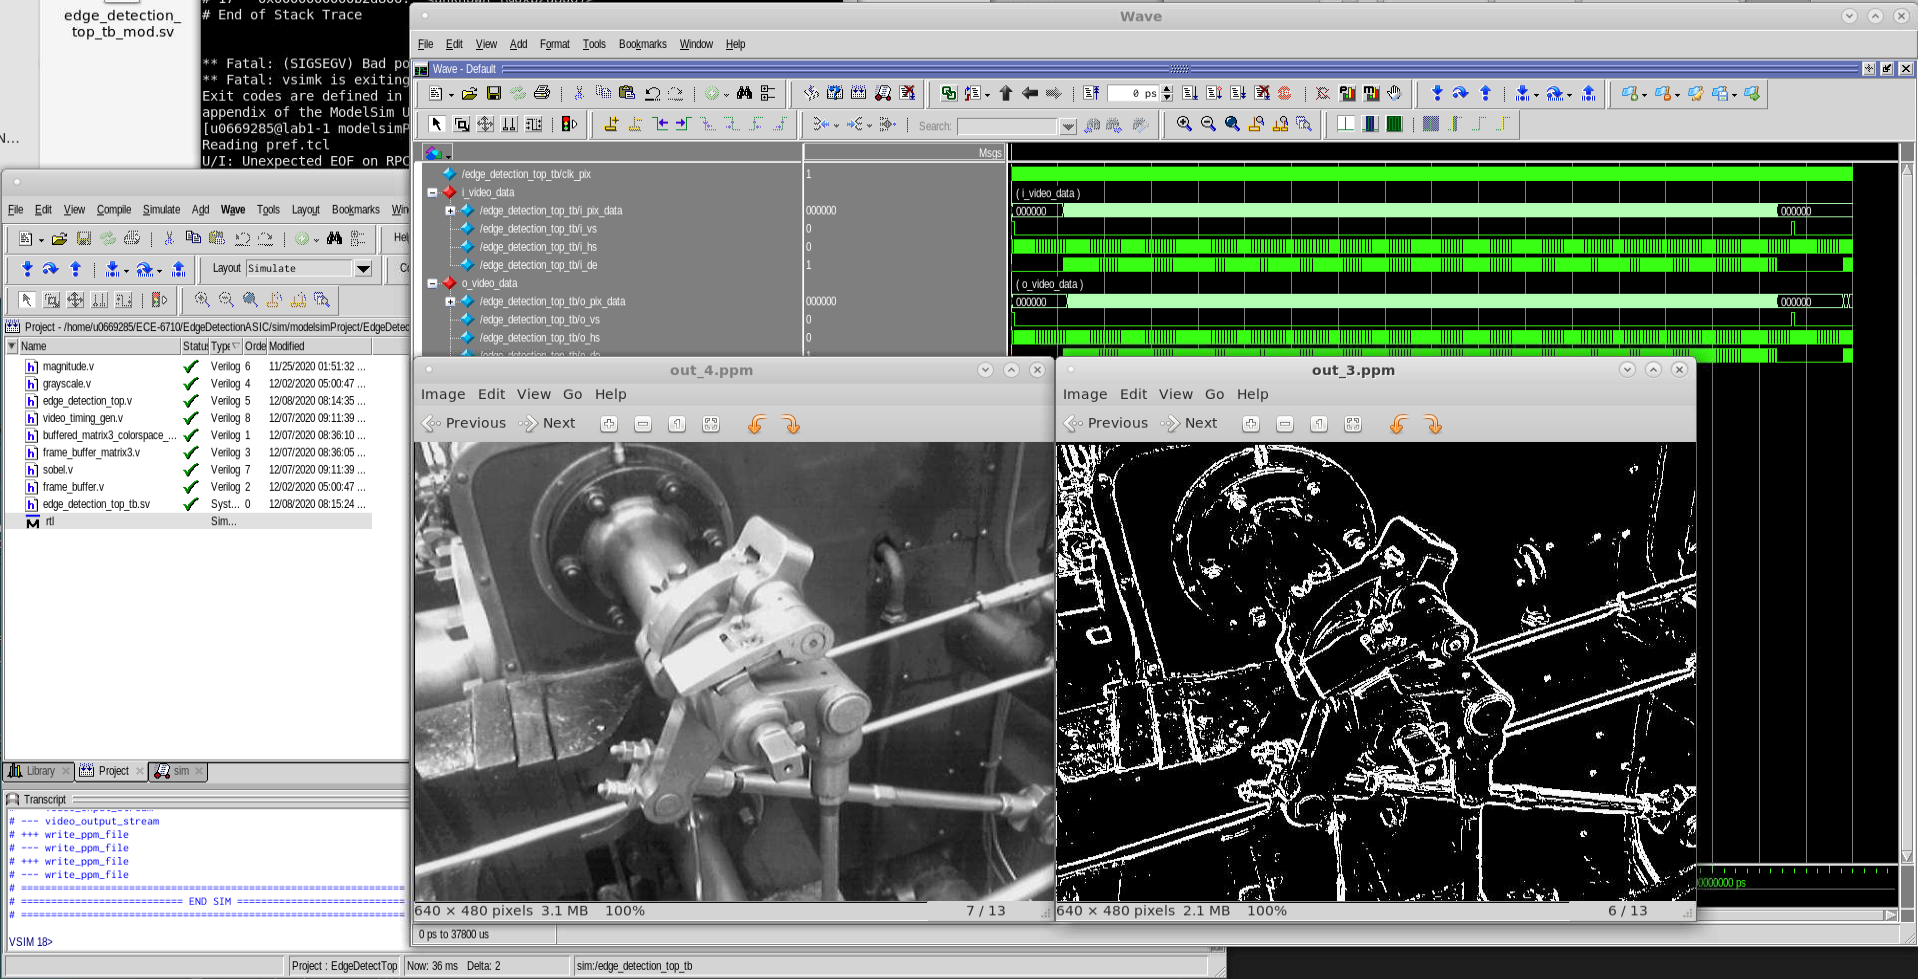 edge_detection_
top_tb_mod.sv
# End of Stack Trace
** Fatal: (SIGSEGV) Bad po
** Fatal: vsimk is exiting
Exit codes are defined in
appendix of the ModelSim U
[u0669285@lab1-1 modelsimP
Reading pref.tcl
U/I: Unexpected EOF on RPC
N...
Wave
File Edit View Add Format Tools Bookmarks Window Help
Wave - Default
0 ps
Search:
Msgs
/edge_detection_top_tb/clk_pix 1
i_video_data ( i_video_data )
/edge_detection_top_tb/i_pix_data 000000 000000 000000
/edge_detection_top_tb/i_vs 0
/edge_detection_top_tb/i_hs 0
/edge_detection_top_tb/i_de 1
o_video_data ( o_video_data )
/edge_detection_top_tb/o_pix_data 000000 000000 000000
/edge_detection_top_tb/o_vs 0
/edge_detection_top_tb/o_hs 0
File Edit View Compile Simulate Add Wave Tools Layout Bookmarks Win
Hel
Layout Simulate
Project - /home/u0669285/ECE-6710/EdgeDetectionASIC/sim/modelsimProject/EdgeDetec
Name Status Type Orde Modified
magnitude.v Verilog 6 11/25/2020 01:51:32 ...
grayscale.v Verilog 4 12/02/2020 05:00:47 ...
edge_detection_top.v Verilog 5 12/08/2020 08:14:35 ...
video_timing_gen.v Verilog 8 12/07/2020 09:11:39 ...
buffered_matrix3_colorspace_... Verilog 1 12/07/2020 08:36:10 ...
frame_buffer_matrix3.v Verilog 3 12/07/2020 08:36:05 ...
sobel.v Verilog 7 12/07/2020 09:11:39 ...
frame_buffer.v Verilog 2 12/02/2020 05:00:47 ...
edge_detection_top_tb.sv Syst... 0 12/08/2020 08:15:24 ...
rtl Sim...
Library Project sim
Transcript
# --- video_output_stream
# +++ write_ppm_file
# --- write_ppm_file
# +++ write_ppm_file
# --- write_ppm_file
# =====================================================
# ========================== END SIM =======================
# =====================================================
VSIM 18>
Project : EdgeDetectTop Now: 36 ms Delta: 2 sim:/edge_detection_top_tb
out_4.ppm
Image Edit View Go Help
Previous Next
640 × 480 pixels 3.1 MB 100% 7 / 13
out_3.ppm
Image Edit View Go Help
Previous Next
640 × 480 pixels 2.1 MB 100% 6 / 13
0000000 ps
0 ps to 37800 us